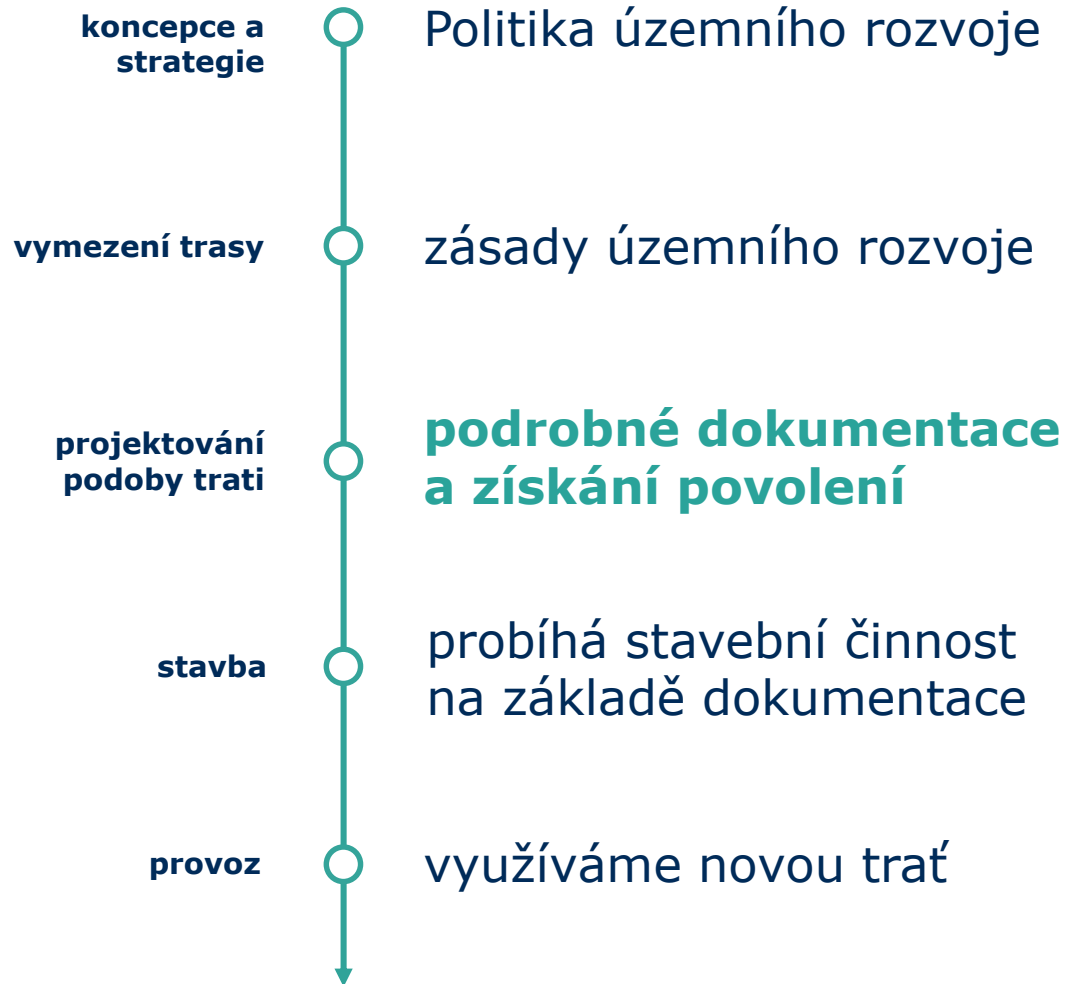 koncepce a
strategie
Politika územního rozvoje
vymezení trasy
zásady územního rozvoje
projektování
podoby trati
podrobné dokumentace
a získání povolení
stavba
probíhá stavební činnost
na základě dokumentace
provoz
využíváme novou trať